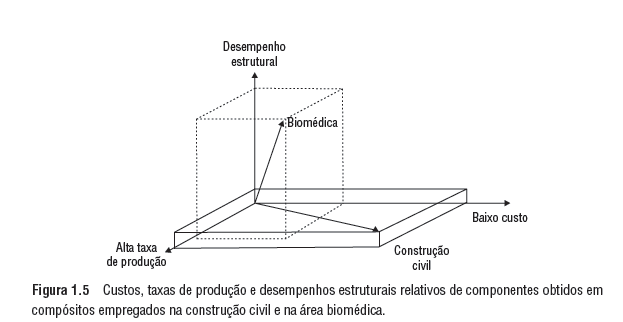 Desempenho
estrutural
Biomédica
Baixo custo
Alta taxa
de produção
Construção
civil
Figura 1.5 Custos, taxas de produção e desempenhos estruturais relativos de componentes obtidos em
compósitos empregados na construção civil e na área biomédica.